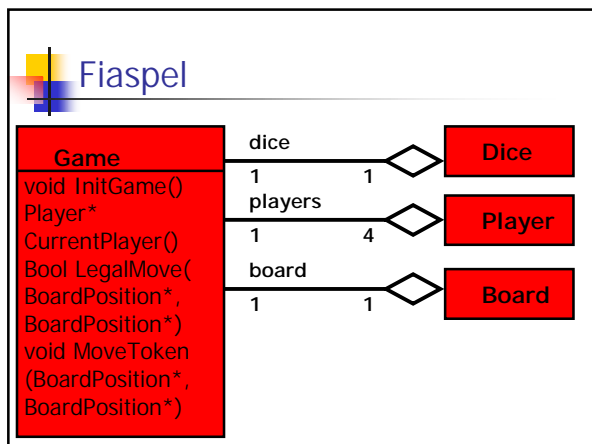 Fiaspel
Game
void InitGame()
Player*
CurrentPlayer()
Bool LegalMove(
BoardPosition*,
BoardPosition*)
void MoveToken
(BoardPosition*,
BoardPosition*)
dice
1 1
Dice
players
1 4
Player
board
1 1
Board